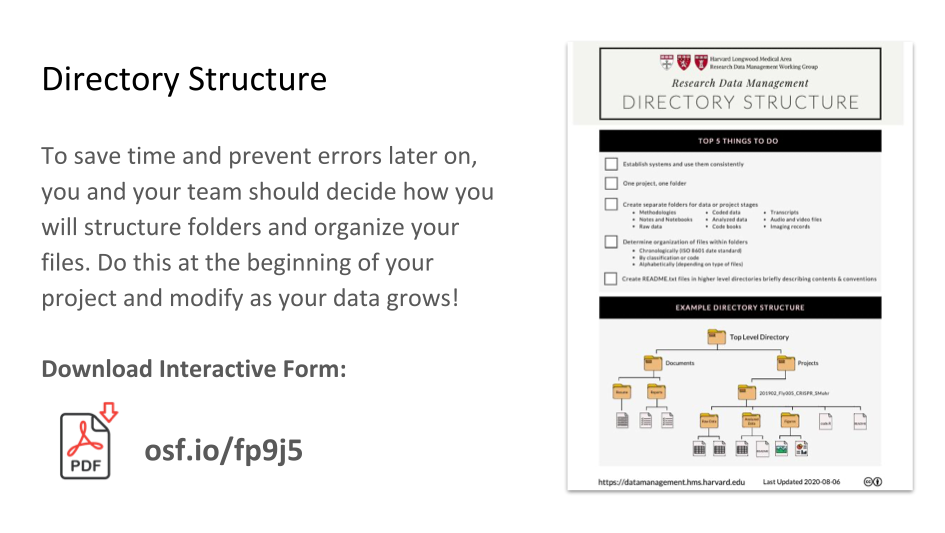 Directory Structure
To save time and prevent errors later on,
you and your team should decide how you
will structure folders and organize your
files. Do this at the beginning of your
project and modify as your data grows!
Download Interactive Form:
PDF
osf.io/fp9j5
Harvard Longwood Medical Area
Research Data Management Working Group
Research Data Management
DIRECTORY STRUCTURE
TOP 5 THINGS TO DO
Establish systems and use them consistently
One project, one folder
Create separate folders for data or project stages
• Methodologies • Coded data • Transcripts
• Notes and Notebooks • Analyzed data • Audio and video files
• Raw data • Code books • Imaging records
Determine organization of files within folders
• Chronologically (ISO 8601 date standard)
• By classification or code
• Alphabetically (depending on type of files)
Create README.txt files in higher level directories briefly describing contents & conventions
EXAMPLE DIRECTORY STRUCTURE
Top Level Directory
Documents Projects
Reports
Raw Data Analyzed Data Figures
https://datamanagement.hms.harvard.edu Last Updated 2020-08-06